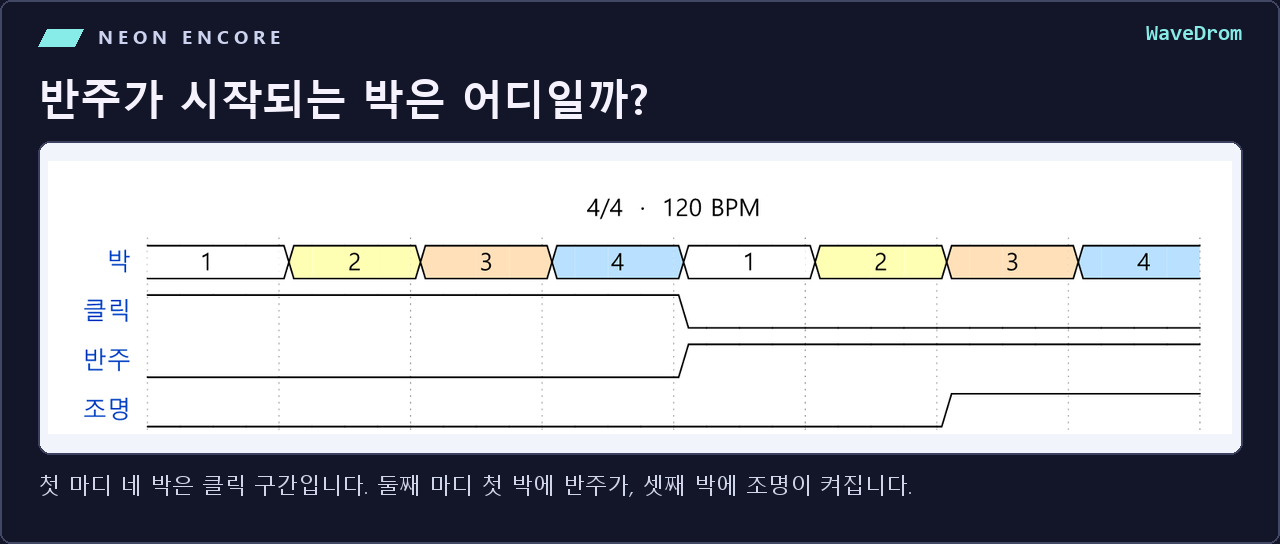 NEON ENCORE
WaveDrom
반주가 시작되는 박은 어디일까?
4/4 · 120 BPM
박 1 2 3 4 1 2 3 4
클릭
반주
조명
첫 마디 네 박은 클릭 구간입니다. 둘째 마디 첫 박에 반주가, 셋째 박에 조명이 켜집니다.